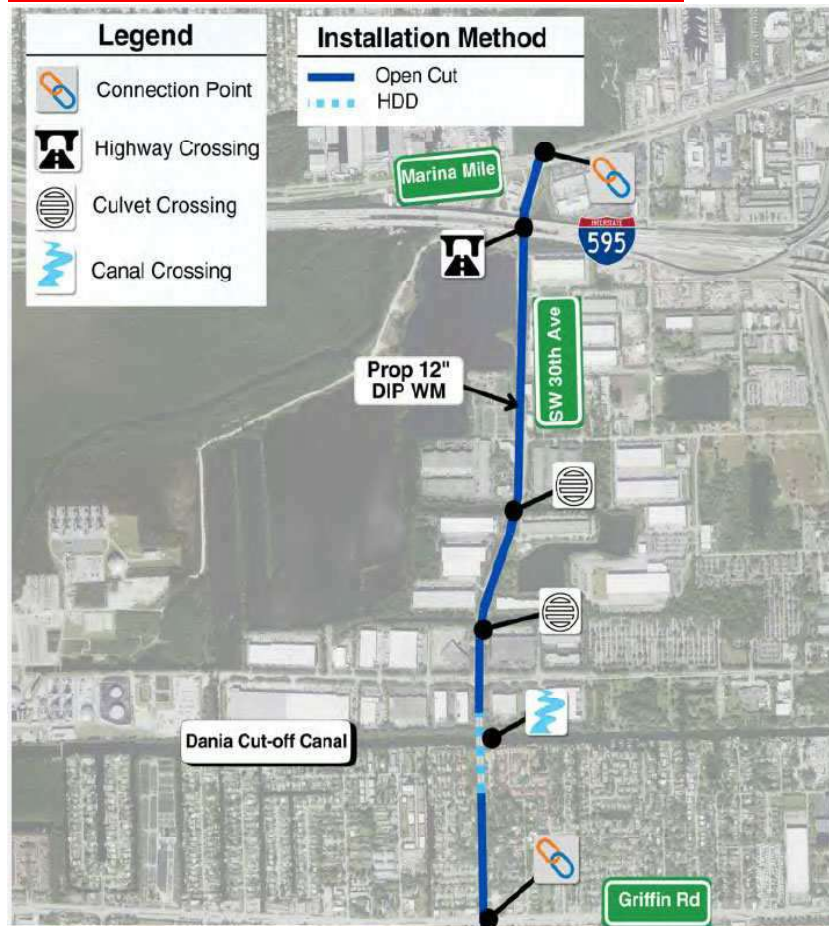 Legend
Connection Point
Highway Crossing
Culvet Crossing
Canal Crossing
Installation Method
Open Cut
HDD
Marina Mile
INTERSTATE
595
SW 30th Ave
Prop 12"
DIP WM
Dania Cut-off Canal
Griffin Rd